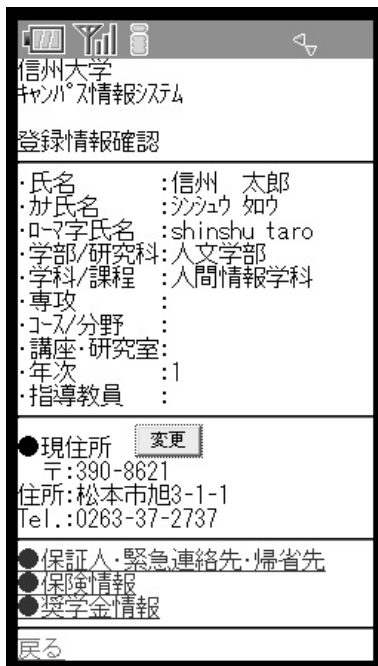 信州大学
ｷｬﾝﾊﾟｽ情報ｼｽﾃﾑ
登録情報確認
･氏名　　　:信州　太郎
･ｶﾅ氏名　　:ｼﾝｼｭｳ ﾀﾛｳ
･ﾛｰﾏ字氏名　:shinshu taro
･学部/研究科:人文学部
･学科/課程　:人間情報学科
･専攻　　　:
･ｺｰｽ/分野　:
･講座･研究室:
･年次　　　:1
･指導教員　:
●現住所　変更
〒:390-8621
住所:松本市旭3-1-1
Tel.:0263-37-2737
●保証人･緊急連絡先･帰省先
●保険情報
●奨学金情報
戻る